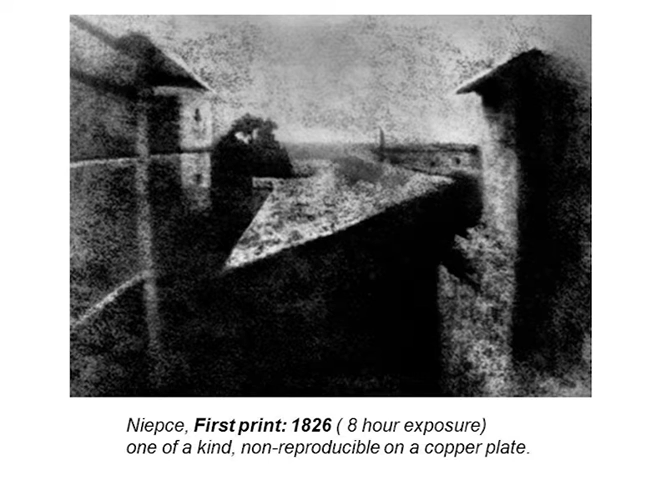 Niepce, First print: 1826 ( 8 hour exposure)
one of a kind, non-reproducible on a copper plate.